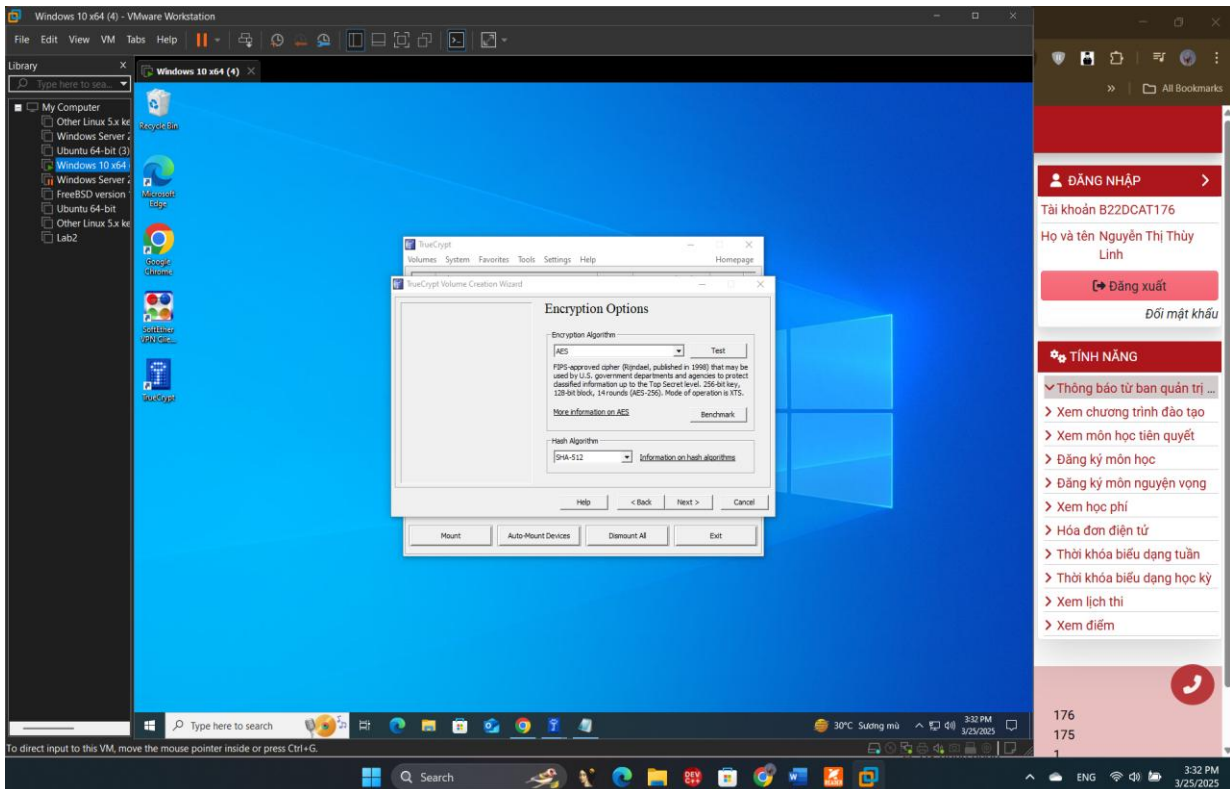 Windows 10 x64 (4) - VMware Workstation
File Edit View VM Tabs Help
Library X
Windows 10 x64 (4)
Type here to sea...
My Computer
Other Linux 5.x ke
Windows Server 2
Ubuntu 64-bit (3)
Windows 10 x64
Windows Server 2
FreeBSD version
Ubuntu 64-bit
Other Linux 5.x ke
Lab2
Recycle Bin
Microsoft
Edge
Google
Chrome
SoftEther
VPN Clie...
TrueCrypt
TrueCrypt
Volumes System Favorites Tools Settings Help Homepage
TrueCrypt Volume Creation Wizard
Encryption Options
Encryption Algorithm
AES Test
FIPS-approved cipher (Rijndael, published in 1998) that may be
used by U.S. government departments and agencies to protect
classified information up to the Top Secret level. 256-bit key,
128-bit block, 14 rounds (AES-256). Mode of operation is XTS.
More information on AES Benchmark
Hash Algorithm
SHA-512 Information on hash algorithms
Help < Back Next > Cancel
Mount Auto-Mount Devices Dismount All Exit
Type here to search
30°C Sương mù 3:32 PM
3/25/2025
To direct input to this VM, move the mouse pointer inside or press Ctrl+G.
All Bookmarks
ĐĂNG NHẬP
Tài khoản B22DCAT176
Họ và tên Nguyễn Thị Thùy
Linh
Đăng xuất
Đổi mật khẩu
TÍNH NĂNG
Thông báo từ ban quản trị ...
Xem chương trình đào tạo
Xem môn học tiên quyết
Đăng ký môn học
Đăng ký môn nguyện vọng
Xem học phí
Hóa đơn điện tử
Thời khóa biểu dạng tuần
Thời khóa biểu dạng học kỳ
Xem lịch thi
Xem điểm
176
175
1
Search
DEV
C++
ENG 3:32 PM
3/25/2025